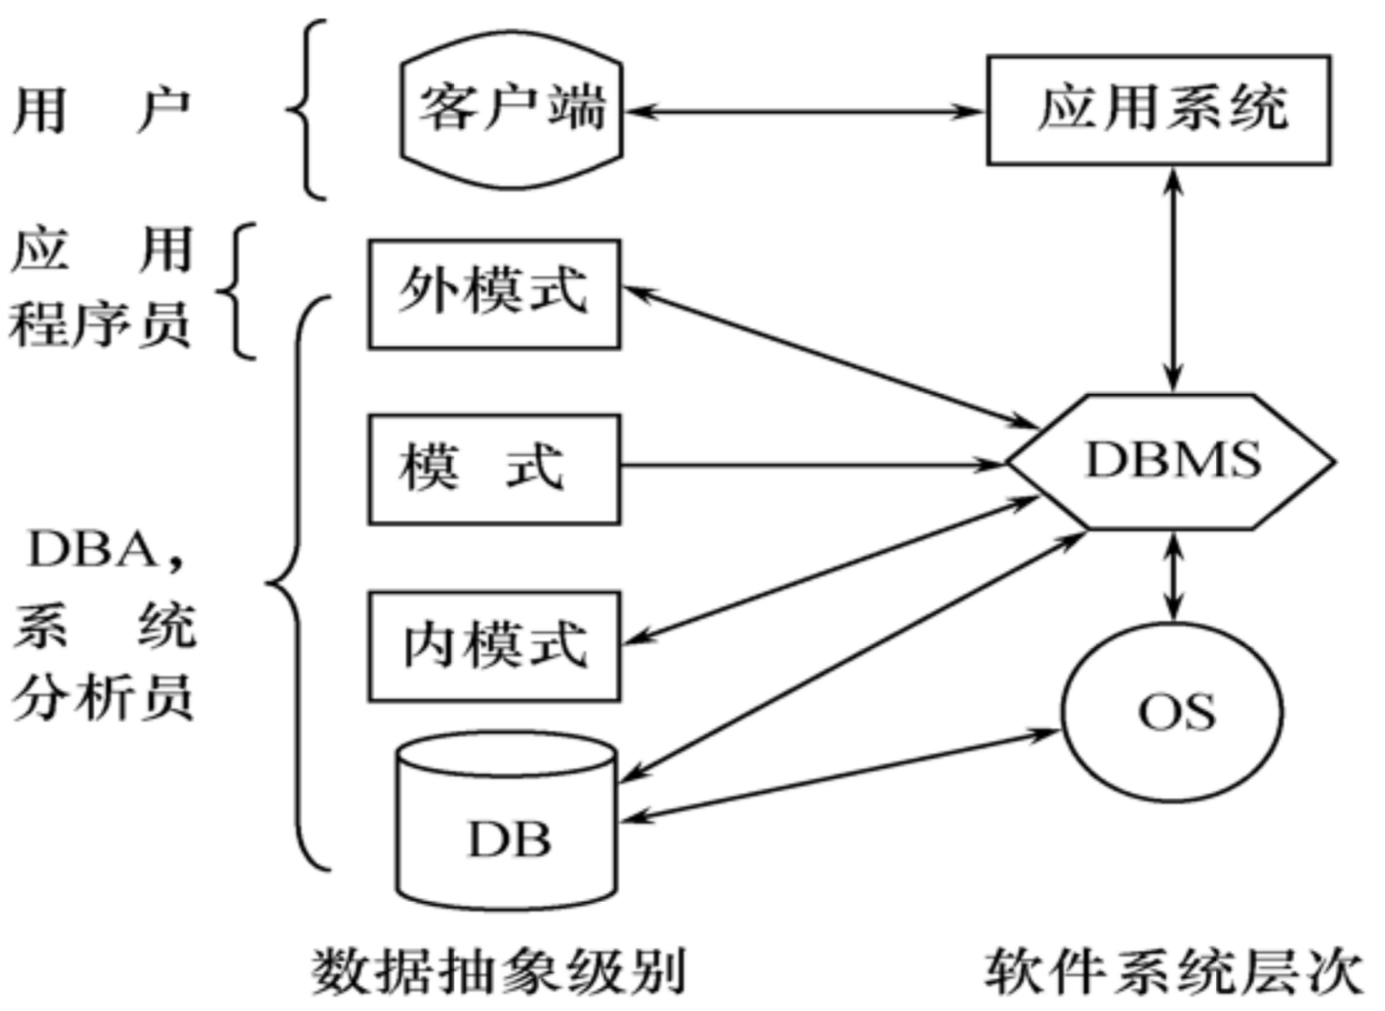 用 户
客户端
应用系统
应 用
程序员
外模式
模 式
DBMS
DBA，
系 统
分析员
内模式
OS
DB
数据抽象级别
软件系统层次